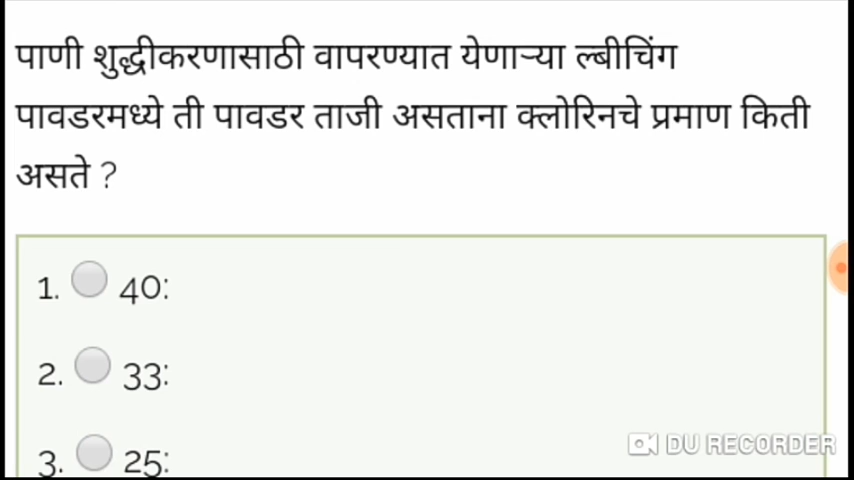 पाणी शुद्धीकरणासाठी वापरण्यात येणाऱ्या ल्बीचिंग
पावडरमध्ये ती पावडर ताजी असताना क्लोरिनचे प्रमाण किती
असते ?
1. 40:
2. 33:
3. 25:
DU RECORDER